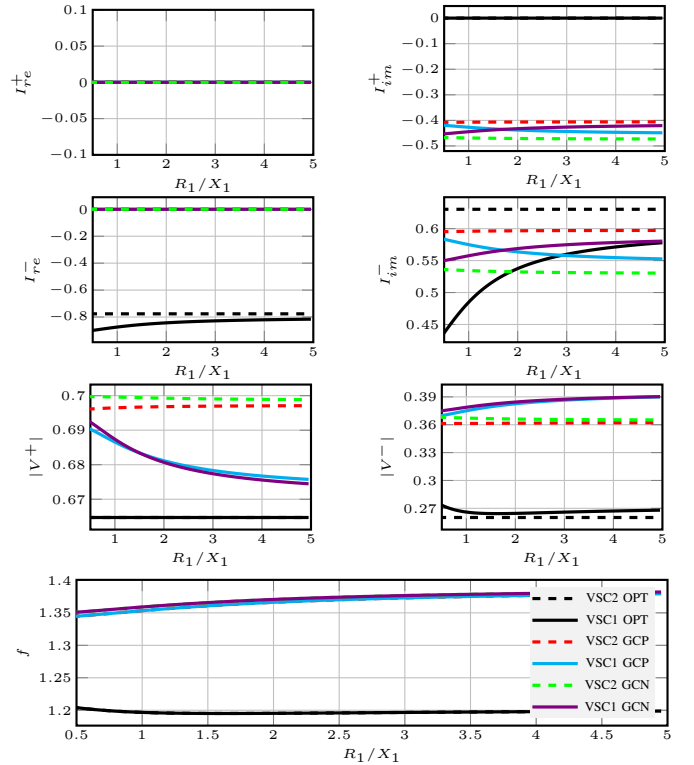 0.1
0.05
0
−0.05
−0.1
I⁺re
1 2 3 4 5
R₁/X₁
0
−0.1
−0.2
−0.3
−0.4
−0.5
I⁺im
1 2 3 4 5
R₁/X₁
0
−0.2
−0.4
−0.6
−0.8
−1
I⁻re
1 2 3 4 5
R₁/X₁
0.6
0.55
0.5
0.45
I⁻im
1 2 3 4 5
R₁/X₁
0.7
0.69
0.68
0.67
|V⁺|
1 2 3 4 5
R₁/X₁
0.39
0.36
0.3
0.27
|V⁻|
1 2 3 4 5
R₁/X₁
1.4
1.35
1.3
1.25
1.2
f
0.5 1 1.5 2 2.5 3 3.5 4 4.5 5
R₁/X₁
VSC2 OPT
VSC1 OPT
VSC2 GCP
VSC1 GCP
VSC2 GCN
VSC1 GCN